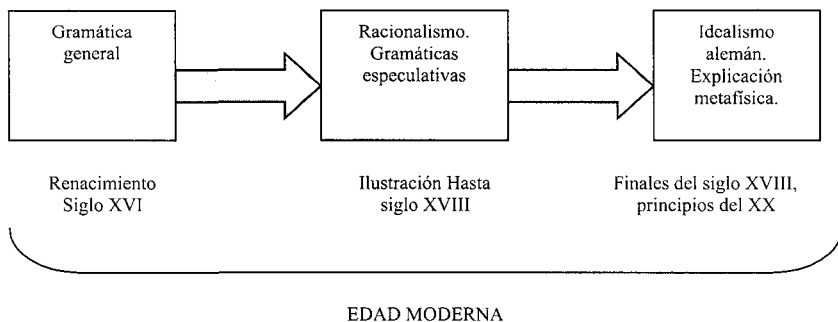 Gramática
general
Racionalismo.
Gramáticas
especulativas
Idealismo
alemán.
Explicación
metafísica.
Renacimiento
Siglo XVI
Ilustración Hasta
siglo XVIII
Finales del siglo XVIII,
principios del XX
EDAD MODERNA